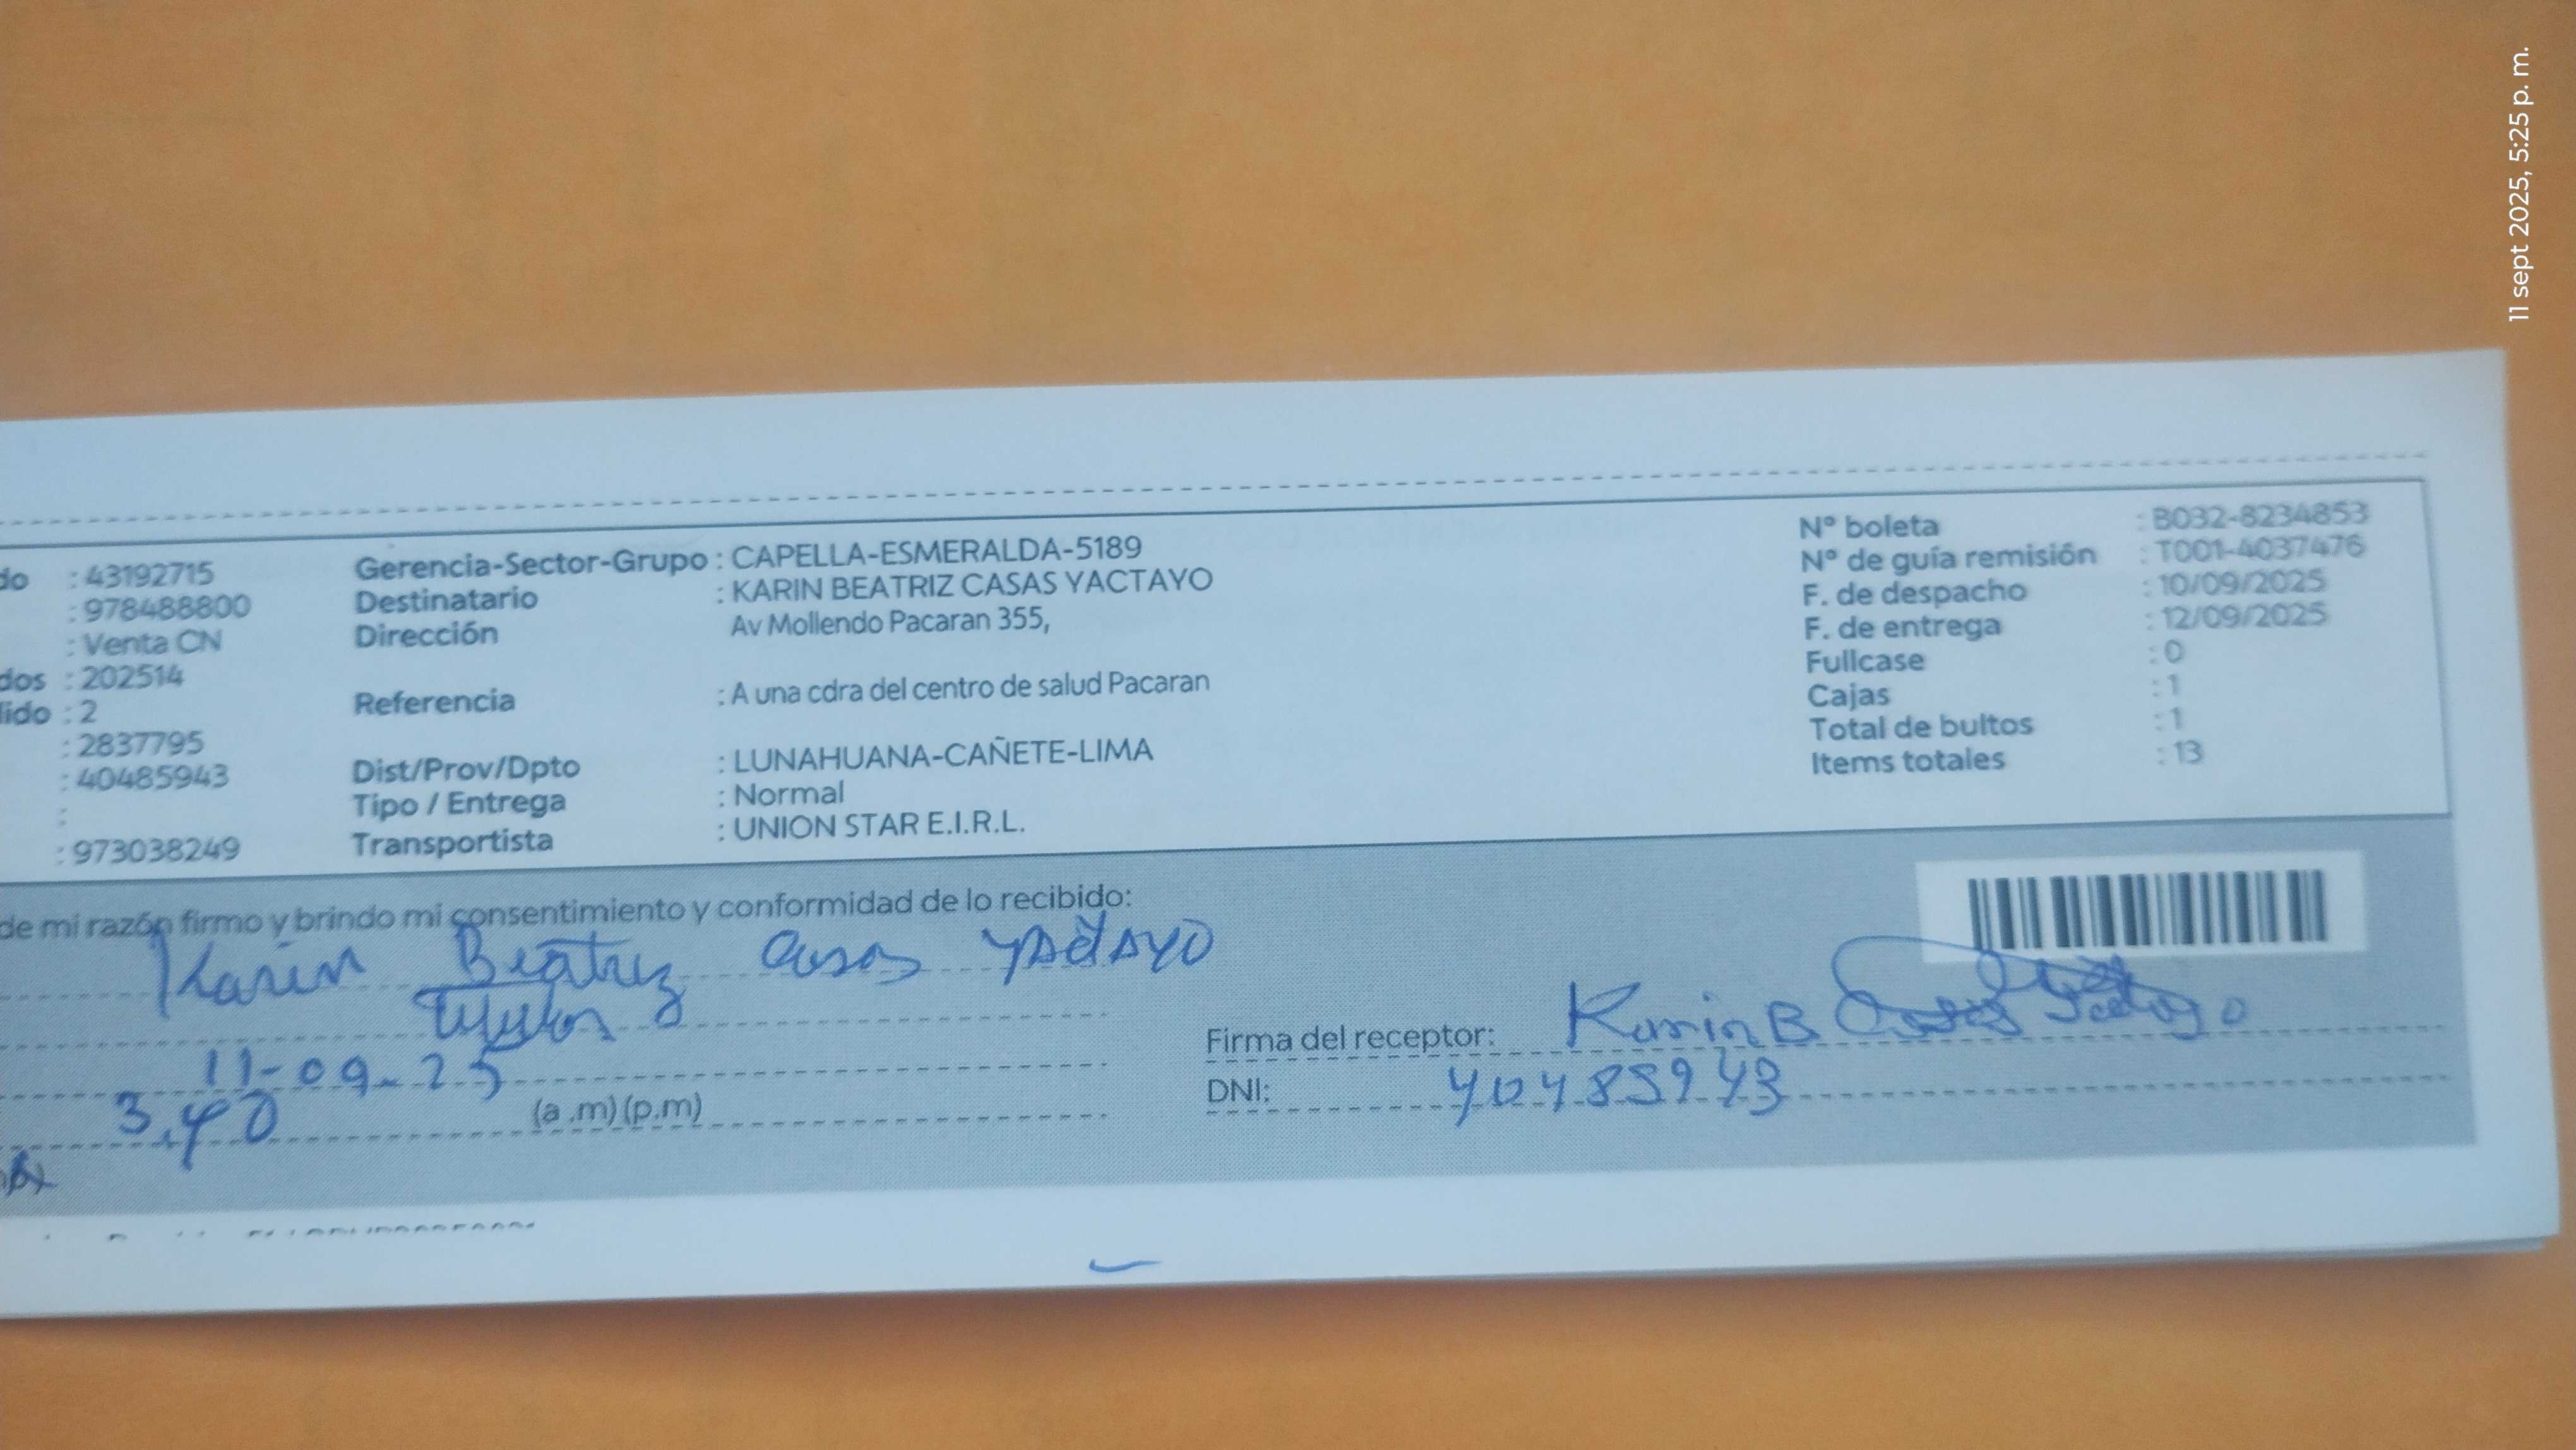 11 sept 2025, 5:25 p. m.
do : 43192715
: 978488800
: Venta CN
dos : 202514
lido : 2
: 2837795
: 40485943
:
: 973038249
Gerencia-Sector-Grupo : CAPELLA-ESMERALDA-5189
Destinatario : KARIN BEATRIZ CASAS YACTAYO
Dirección Av Mollendo Pacaran 355,
Referencia : A una cdra del centro de salud Pacaran
Dist/Prov/Dpto : LUNAHUANA-CAÑETE-LIMA
Tipo / Entrega : Normal
Transportista : UNION STAR E.I.R.L.
Nº boleta : B032-8234853
Nº de guía remisión : T001-4037476
F. de despacho : 10/09/2025
F. de entrega : 12/09/2025
Fullcase : 0
Cajas : 1
Total de bultos : 1
Items totales : 13
de mi razón firmo y brindo mi consentimiento y conformidad de lo recibido:
Karin Beatriz Casas Yactayo
11-09-25
3.40 (a .m) (p.m)
Firma del receptor: Karin B Casas Yactayo
DNI: 40485943